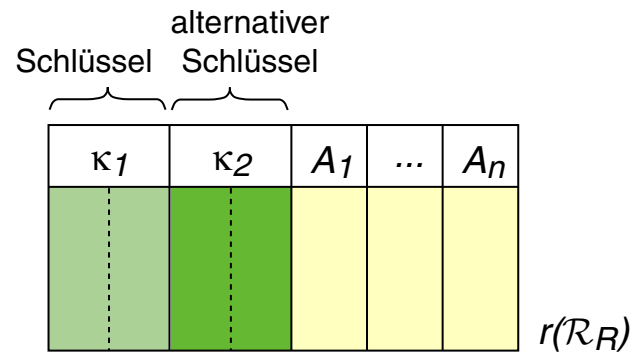 alternativer
Schlüssel Schlüssel
κ1 κ2 A1 ... An
r(ℛR)